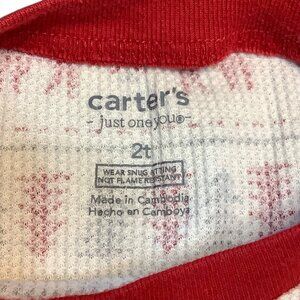 carter's
- just one you® -
2t
WEAR SNUG FITTING
NOT FLAME RESISTANT
Made in Cambodia
Hecho en Camboya